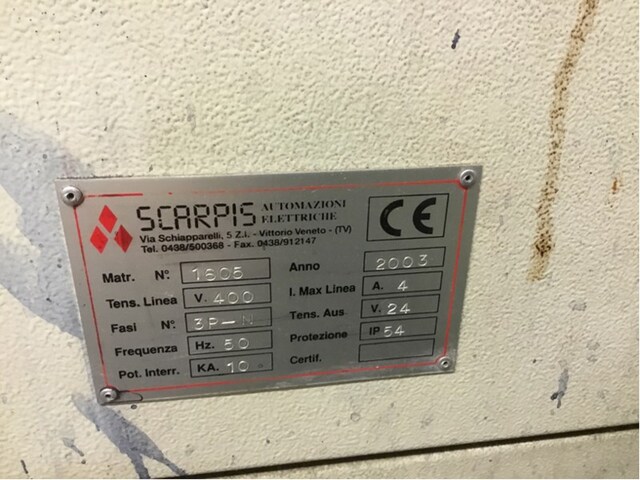 SCARPIS AUTOMAZIONI ELETTRICHE
CE
Via Schiapparelli, 5 Z.i. - Vittorio Veneto - (TV)
Tel. 0438/500368 - Fax. 0438/912147
Matr. N°. 1605 Anno 2003
Tens. Linea V. 400 I. Max Linea A. 4
Fasi N°. 3P-N Tens. Aus V. 24
Frequenza Hz. 50 Protezione IP 54
Pot. Interr. KA. 10 Certif.